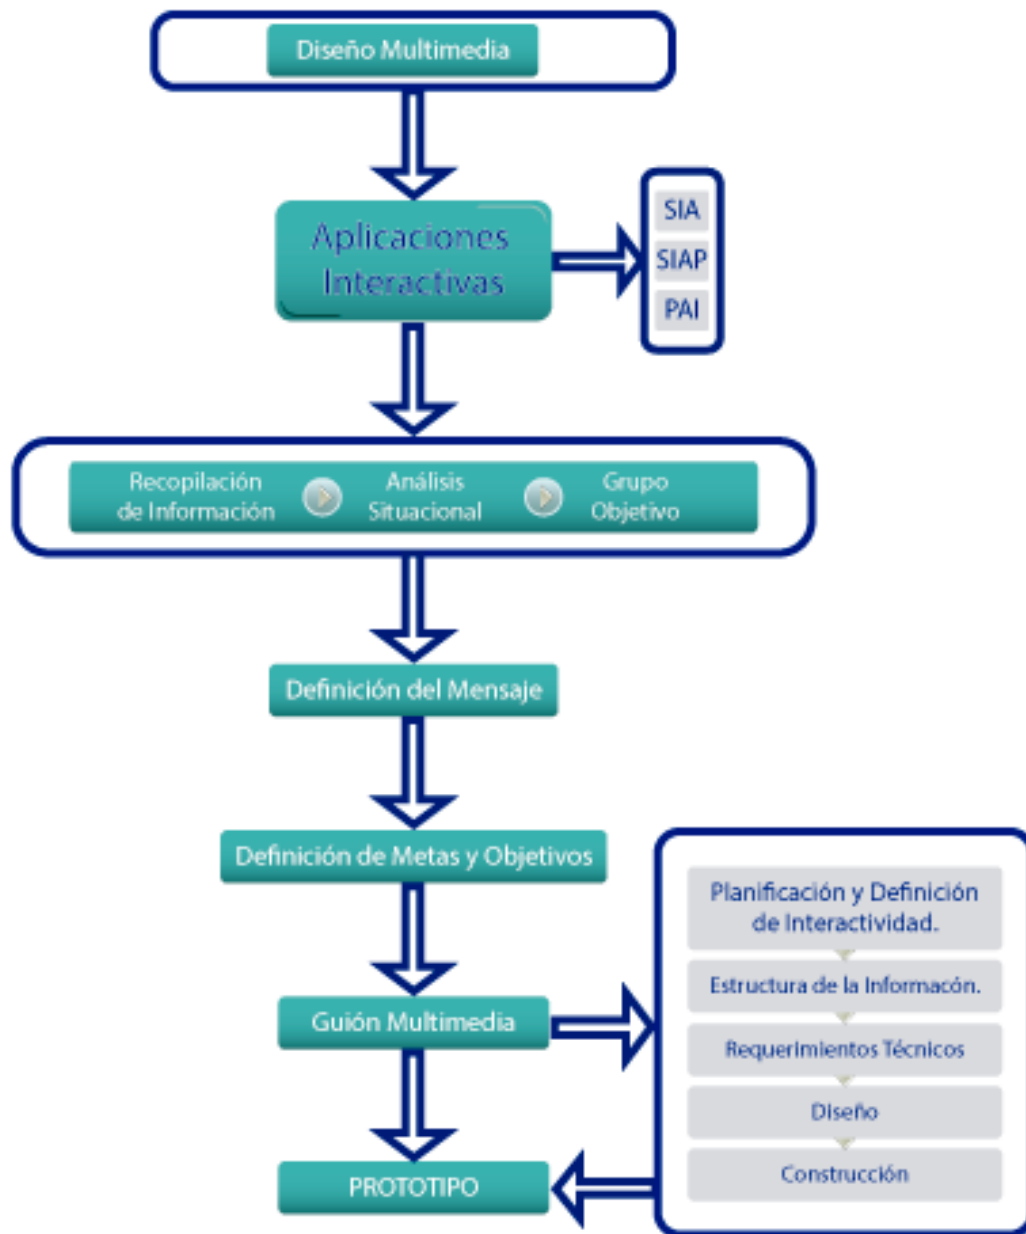 Diseño Multimedia
Aplicaciones
Interactivas
SIA
SIAP
PAI
Recopilación
de Información
Análisis
Situacional
Grupo
Objetivo
Definición del Mensaje
Definición de Metas y Objetivos
Guión Multimedia
Planificación y Definición
de Interactividad.
Estructura de la Informacón.
Requerimientos Técnicos
Diseño
Construcción
PROTOTIPO